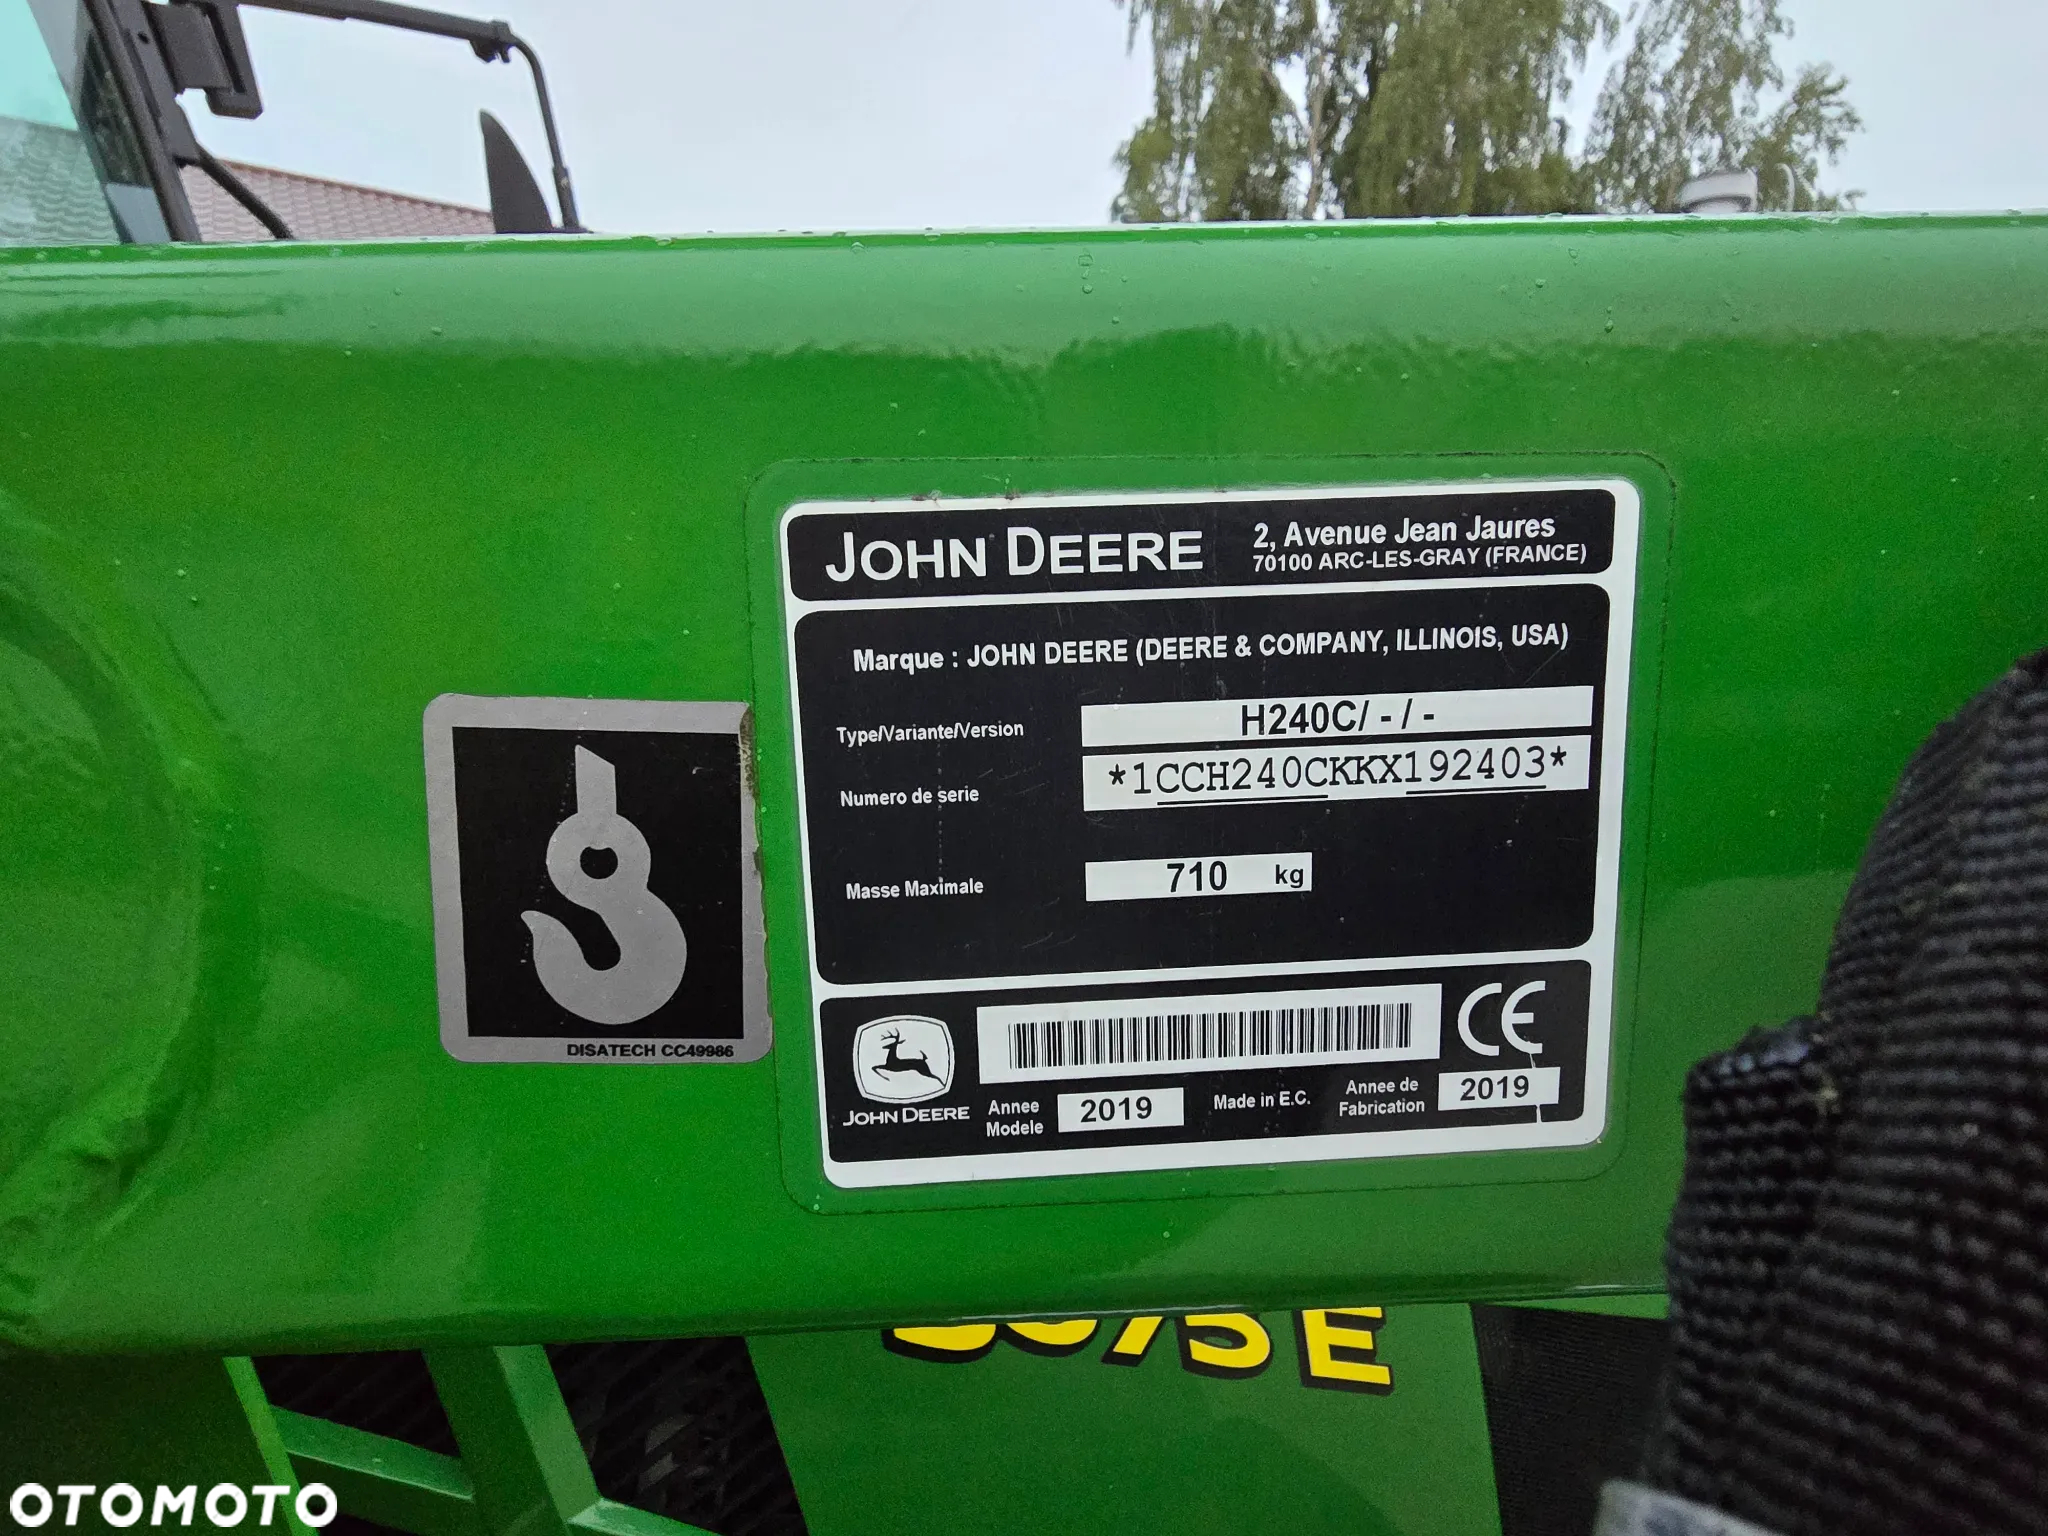 JOHN DEERE
2, Avenue Jean Jaures
70100 ARC-LES-GRAY (FRANCE)
Marque : JOHN DEERE (DEERE & COMPANY, ILLINOIS, USA)
Type/Variante/Version H240C/ - / -
Numero de serie *1CCH240CKKX192403*
Masse Maximale 710 kg
DISATECH CC49986
CE
JOHN DEERE
Annee Modele 2019
Made in E.C.
Annee de Fabrication 2019
OTOMOTO